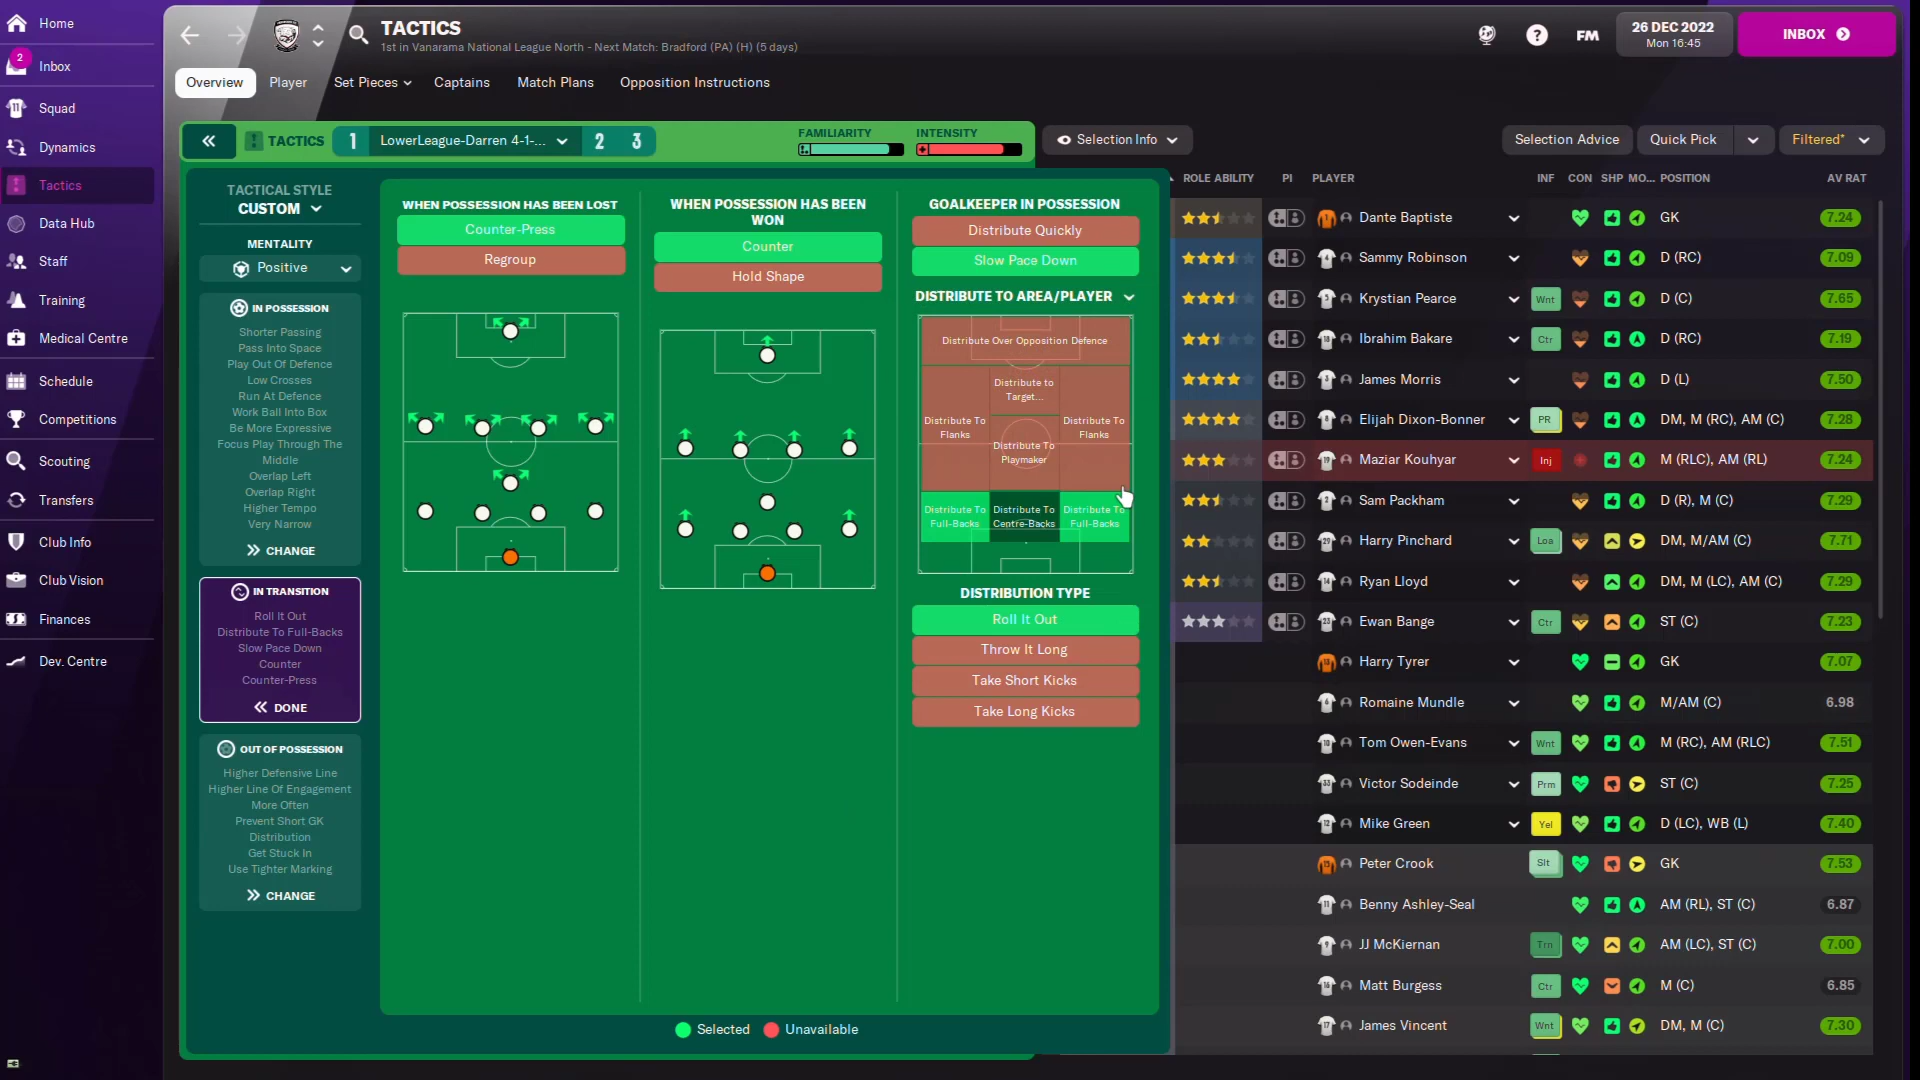 Home
2
Inbox
Squad
Dynamics
Tactics
Data Hub
Staff
Training
Medical Centre
Schedule
Competitions
Scouting
Transfers
Club Info
Club Vision
Finances
Dev. Centre
TACTICS
1st in Vanarama National League North - Next Match: Bradford (PA) (H) (5 days)
FM
26 DEC 2022
Mon 16:45
INBOX
Overview
Player
Set Pieces
Captains
Match Plans
Opposition Instructions
TACTICS
1
LowerLeague-Darren 4-1-...
2
3
FAMILIARITY
INTENSITY
Selection Info
Selection Advice
Quick Pick
Filtered*
TACTICAL STYLE
CUSTOM
MENTALITY
Positive
IN POSSESSION
Shorter Passing
Pass Into Space
Play Out Of Defence
Low Crosses
Run At Defence
Work Ball Into Box
Be More Expressive
Focus Play Through The
Middle
Overlap Left
Overlap Right
Higher Tempo
Very Narrow
CHANGE
IN TRANSITION
Roll It Out
Distribute To Full-Backs
Slow Pace Down
Counter
Counter-Press
DONE
OUT OF POSSESSION
Higher Defensive Line
Higher Line Of Engagement
More Often
Prevent Short GK
Distribution
Get Stuck In
Use Tighter Marking
CHANGE
WHEN POSSESSION HAS BEEN LOST
Counter-Press
Regroup
WHEN POSSESSION HAS BEEN
WON
Counter
Hold Shape
GOALKEEPER IN POSSESSION
Distribute Quickly
Slow Pace Down
DISTRIBUTE TO AREA/PLAYER
Distribute Over Opposition Defence
Distribute to
Target...
Distribute To
Flanks
Distribute To
Flanks
Distribute To
Playmaker
Distribute To
Full-Backs
Distribute To
Centre-Backs
Distribute To
Full-Backs
DISTRIBUTION TYPE
Roll It Out
Throw It Long
Take Short Kicks
Take Long Kicks
Selected
Unavailable
ROLE ABILITY PI PLAYER INF CON SHP MO... POSITION AV RAT
Dante Baptiste GK 7.24
Sammy Robinson D (RC) 7.09
Krystian Pearce Wnt D (C) 7.65
Ibrahim Bakare Ctr D (RC) 7.19
James Morris D (L) 7.50
Elijah Dixon-Bonner PR DM, M (RC), AM (C) 7.28
Maziar Kouhyar Inj M (RLC), AM (RL) 7.24
Sam Packham D (R), M (C) 7.29
Harry Pinchard Loa DM, M/AM (C) 7.71
Ryan Lloyd DM, M (LC), AM (C) 7.29
Ewan Bange Ctr ST (C) 7.23
Harry Tyrer GK 7.07
Romaine Mundle M/AM (C) 6.98
Tom Owen-Evans Wnt M (RC), AM (RLC) 7.51
Victor Sodeinde Prm ST (C) 7.25
Mike Green Yel D (LC), WB (L) 7.40
Peter Crook Slt GK 7.53
Benny Ashley-Seal AM (RL), ST (C) 6.87
JJ McKiernan Trn AM (LC), ST (C) 7.00
Matt Burgess Ctr M (C) 6.85
James Vincent Wnt DM, M (C) 7.30